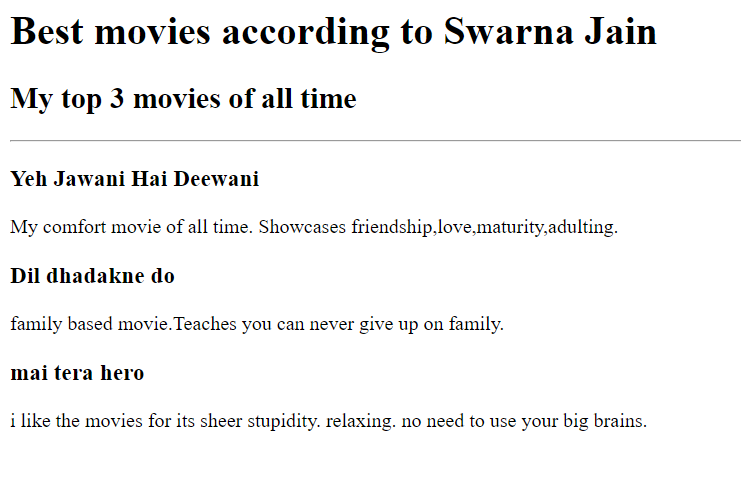 Best movies according to Swarna Jain
My top 3 movies of all time
Yeh Jawani Hai Deewani
My comfort movie of all time. Showcases friendship,love,maturity,adulting.
Dil dhadakne do
family based movie.Teaches you can never give up on family.
mai tera hero
i like the movies for its sheer stupidity. relaxing. no need to use your big brains.